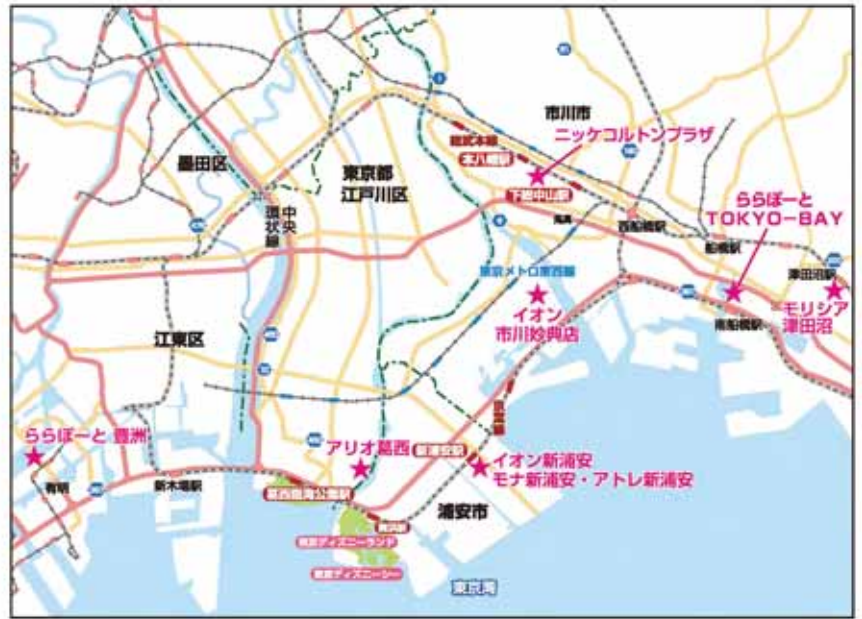 市川市
ニッケコルトンプラザ
総武本線
本八幡駅
下総中山駅
墨田区
東京都
江戸川区
ららぽーと
TOKYO-BAY
西船橋駅
船橋駅
中央
環状線
東京メトロ東西線
津田沼駅
イオン
市川妙典店
モリシア
津田沼
南船橋駅
江東区
京葉線
ららぽーと 豊洲
アリオ葛西
新浦安駅
イオン新浦安
モナ新浦安・アトレ新浦安
有明
新木場駅
葛西臨海公園駅
浦安市
舞浜駅
東京ディズニーランド
東京ディズニーシー
東京湾